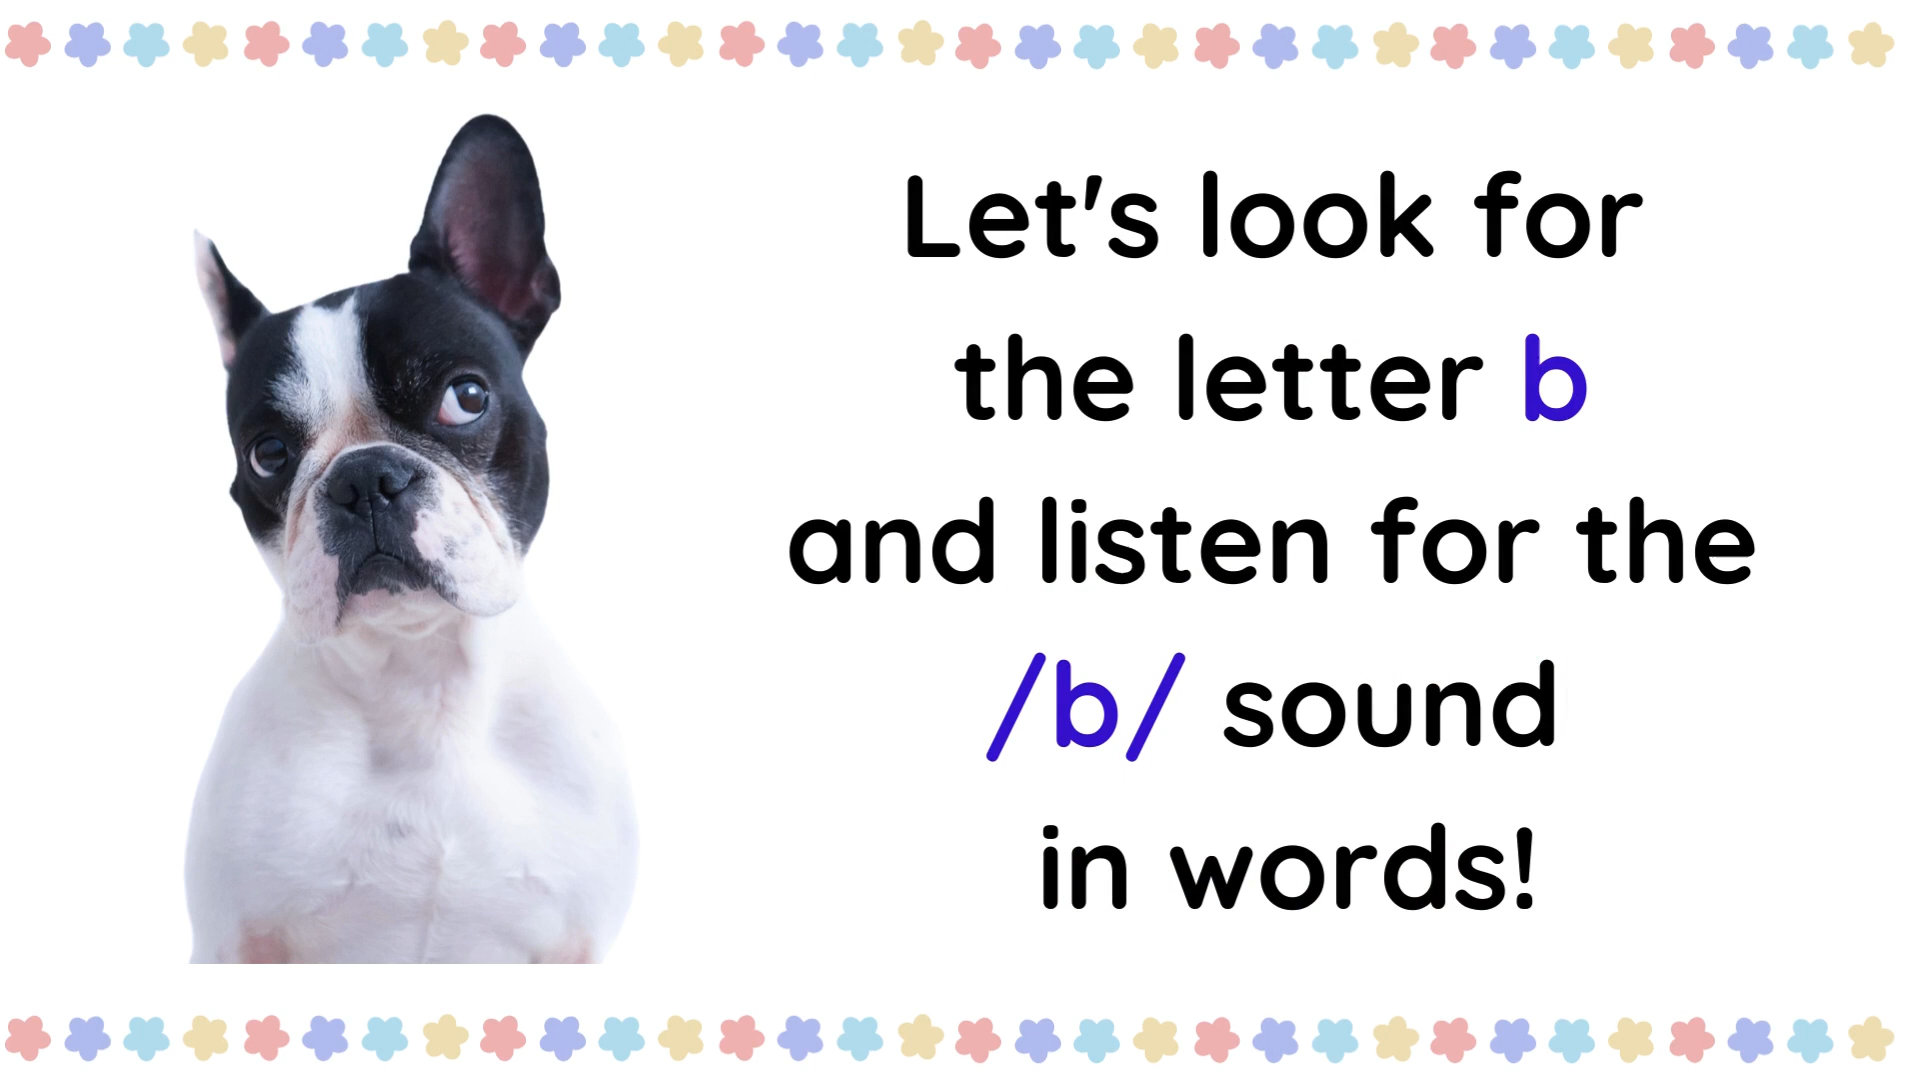 Let's look for
the letter b
and listen for the
/b/ sound
in words!